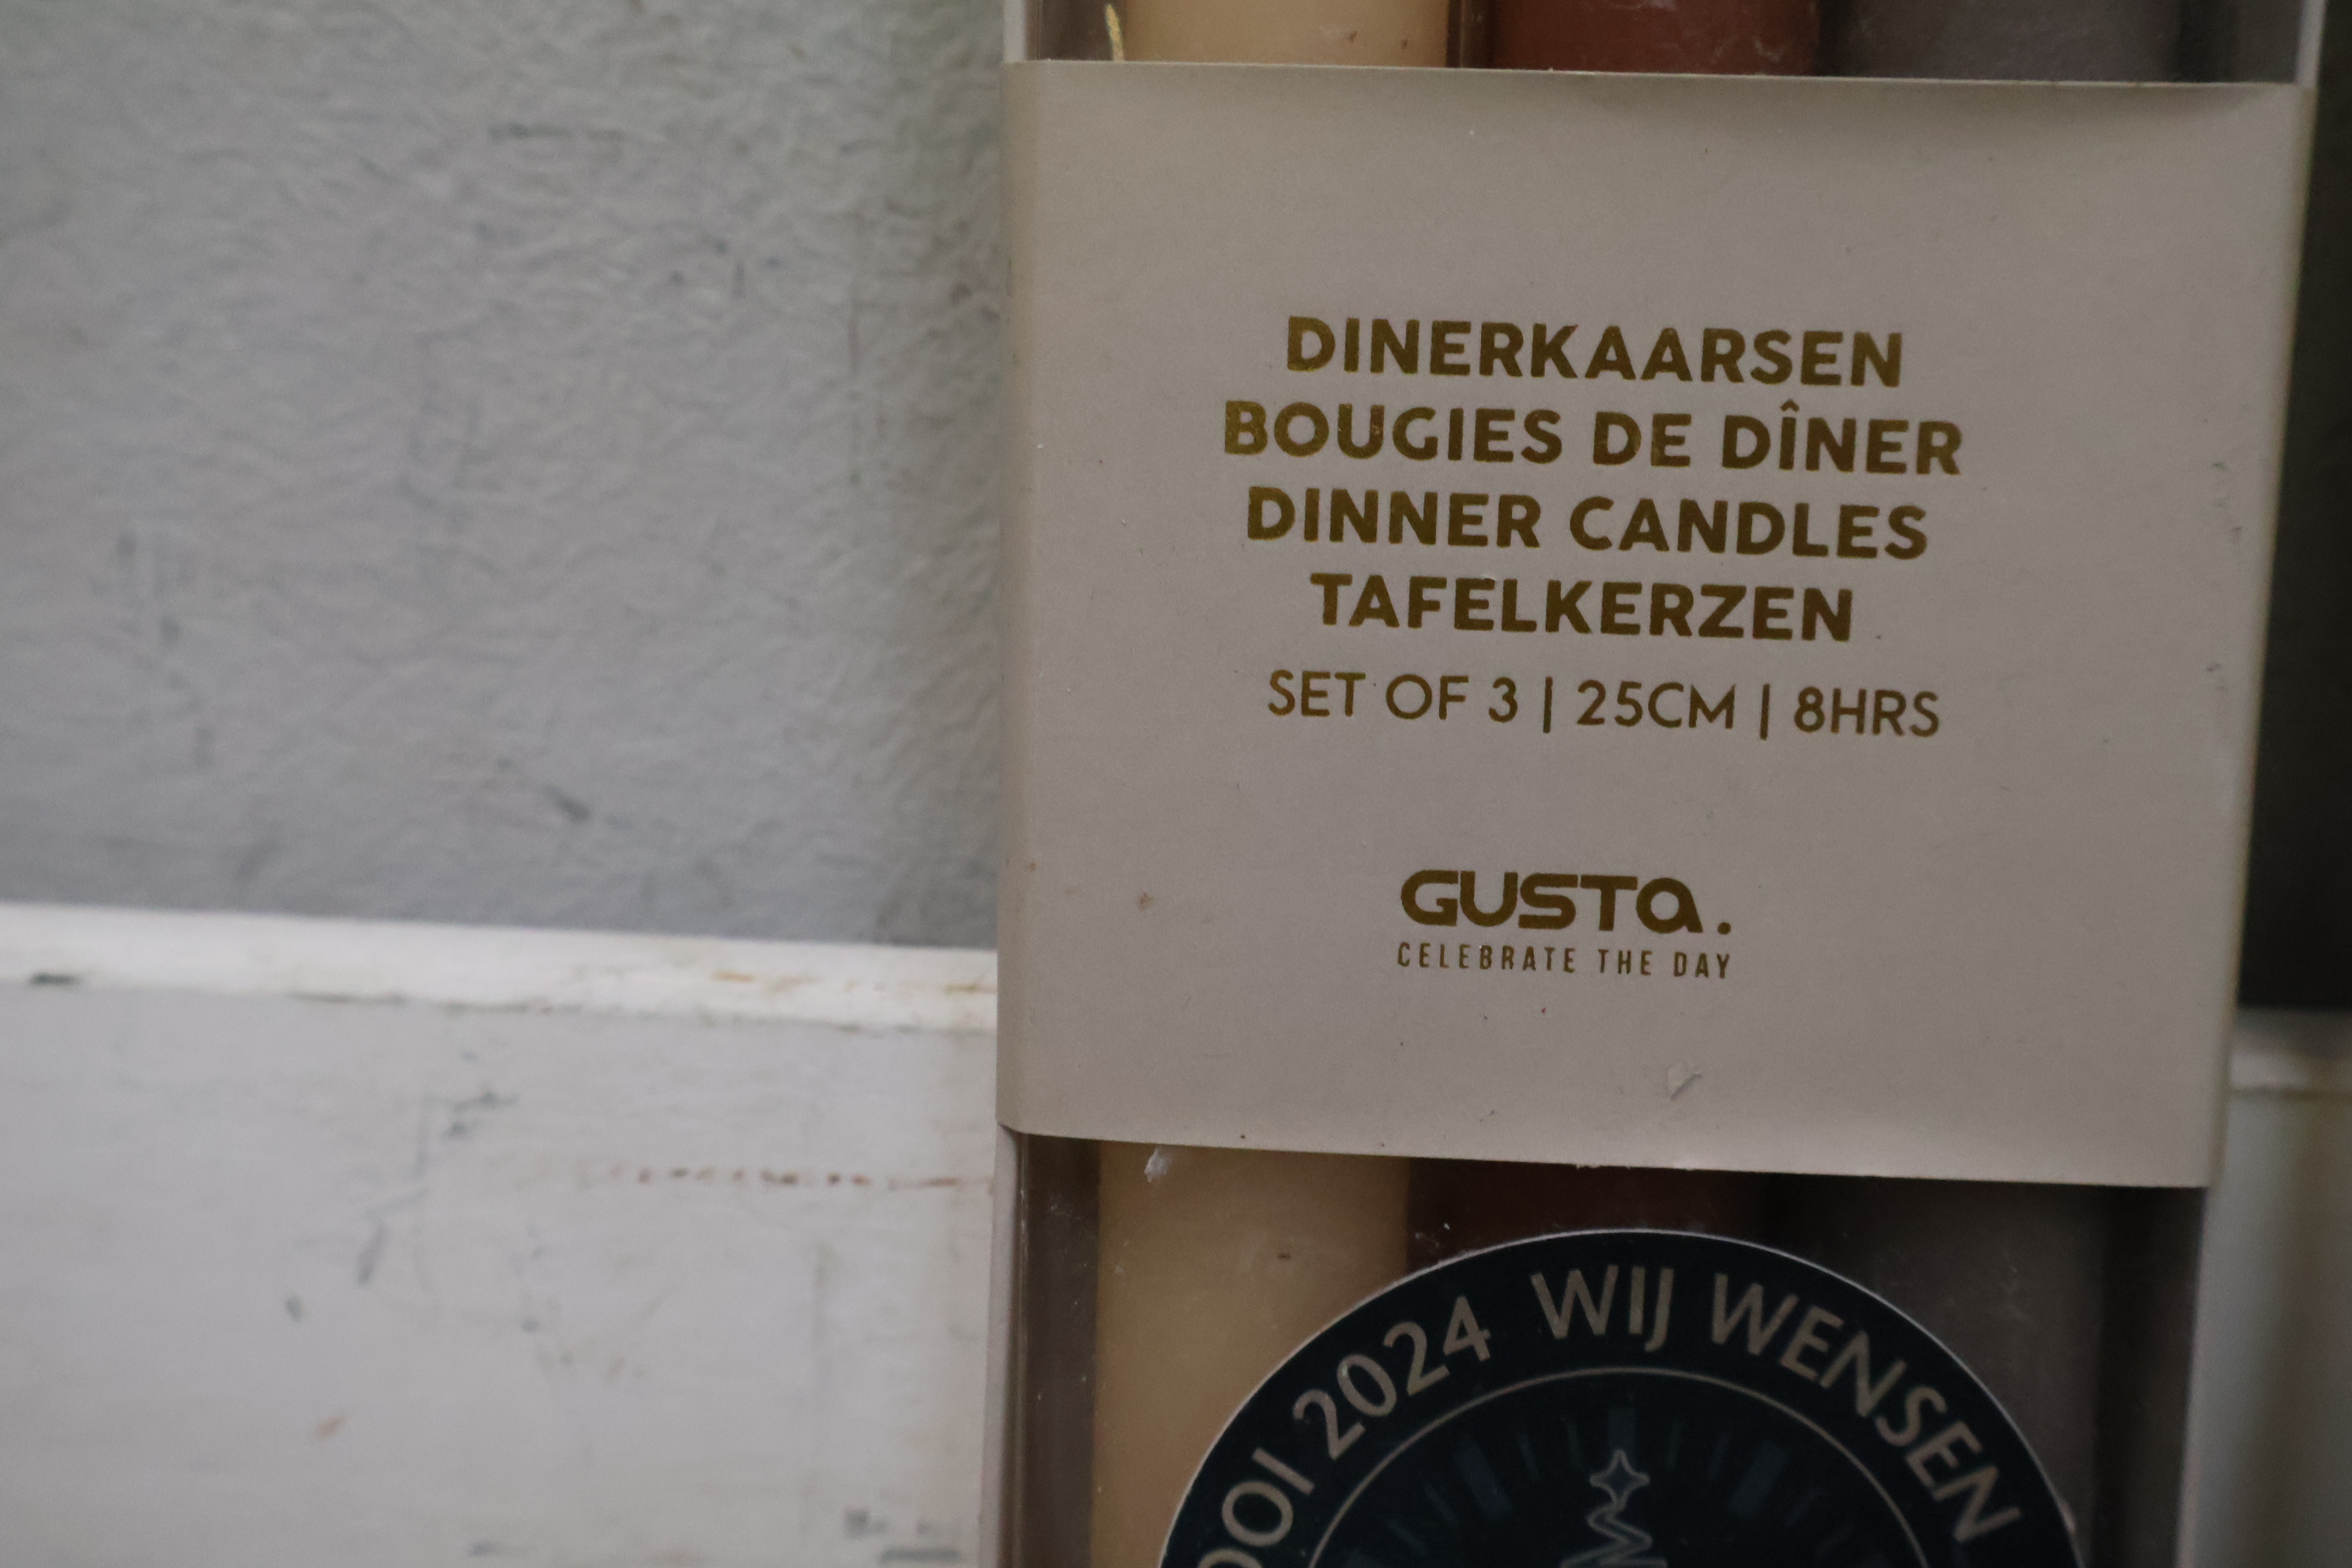 DINERKAARSEN
BOUGIES DE DÎNER
DINNER CANDLES
TAFELKERZEN
SET OF 3 | 25CM | 8HRS
GUSTa.
CELEBRATE THE DAY
2024 WIJ WENSEN